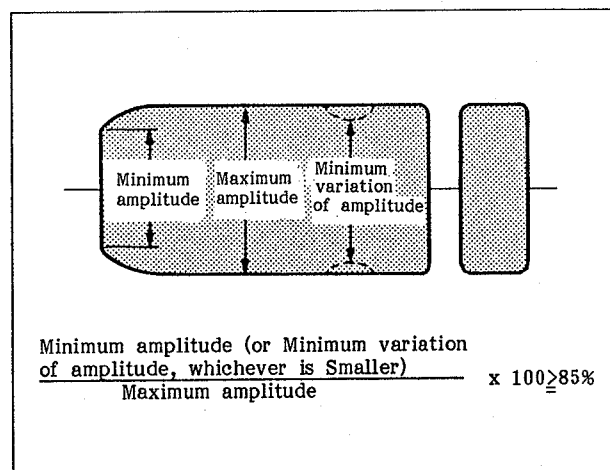 Minimum amplitude
Maximum amplitude
Minimum variation of amplitude
Minimum amplitude (or Minimum variation
of amplitude, whichever is Smaller)
Maximum amplitude
x 100≧85%